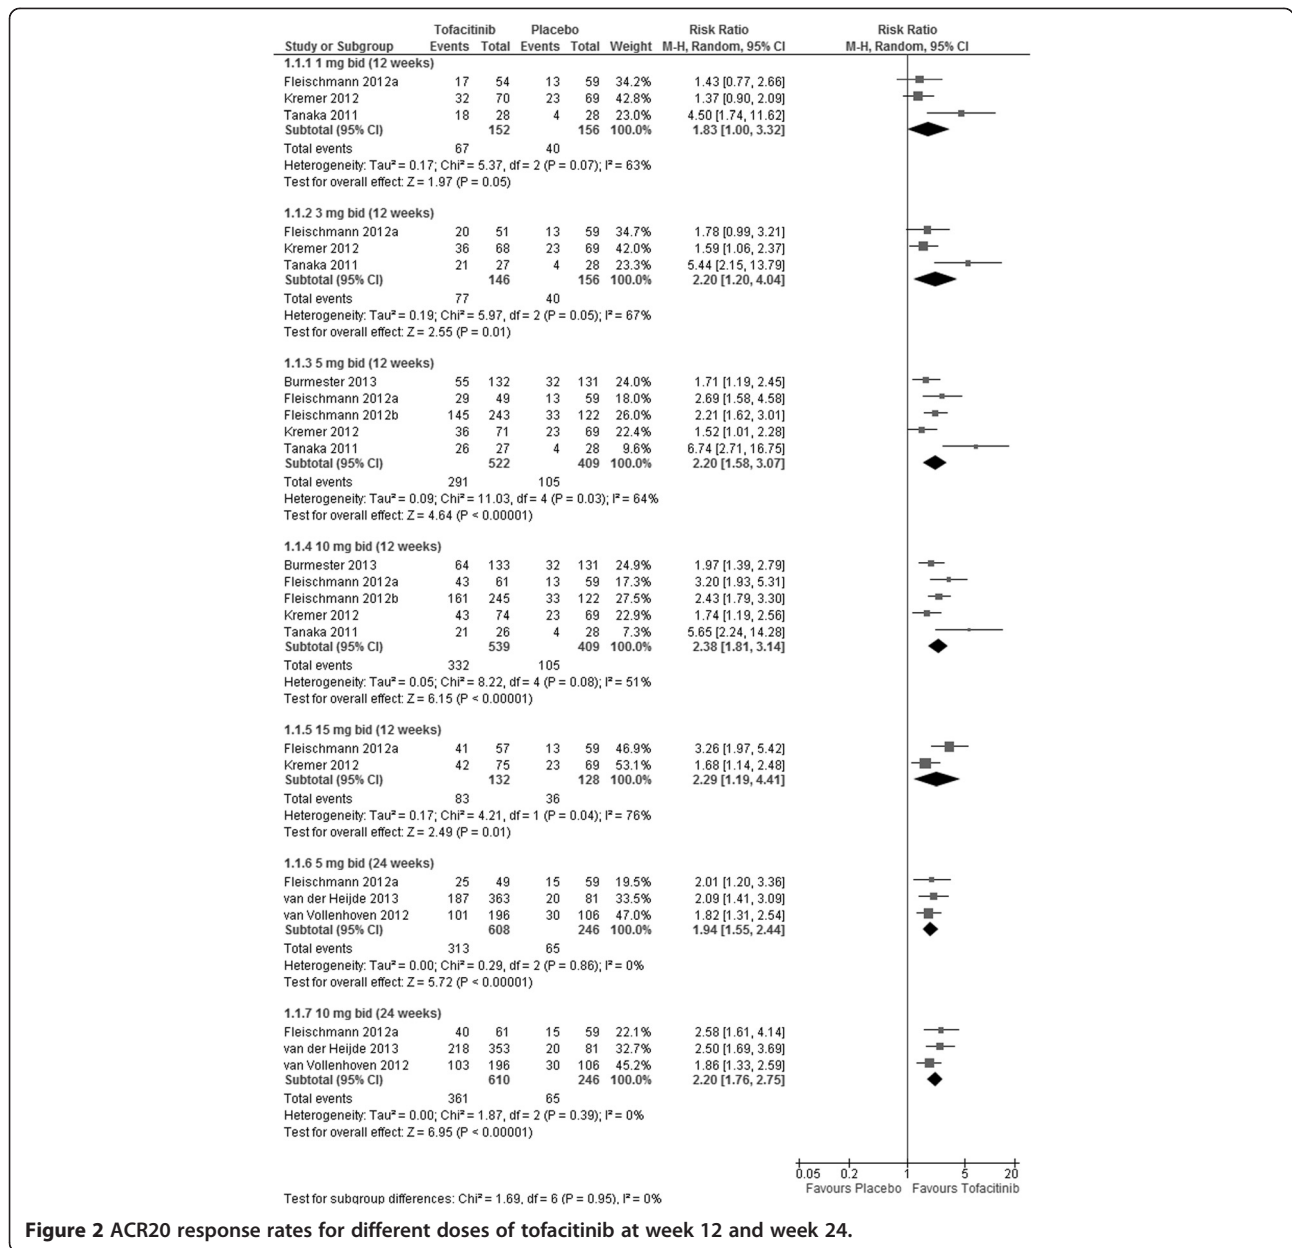 Tofacitinib Placebo Risk Ratio Risk Ratio
Study or Subgroup Events Total Events Total Weight M-H, Random, 95% CI M-H, Random, 95% CI
1.1.1 1 mg bid (12 weeks)
Fleischmann 2012a 17 54 13 59 34.2% 1.43 [0.77, 2.66]
Kremer 2012 32 70 23 69 42.8% 1.37 [0.90, 2.09]
Tanaka 2011 18 28 4 28 23.0% 4.50 [1.74, 11.62]
Subtotal (95% CI) 152 156 100.0% 1.83 [1.00, 3.32]
Total events 67 40
Heterogeneity: Tau² = 0.17; Chi² = 5.37, df = 2 (P = 0.07); I² = 63%
Test for overall effect: Z = 1.97 (P = 0.05)
1.1.2 3 mg bid (12 weeks)
Fleischmann 2012a 20 51 13 59 34.7% 1.78 [0.99, 3.21]
Kremer 2012 36 68 23 69 42.0% 1.59 [1.06, 2.37]
Tanaka 2011 21 27 4 28 23.3% 5.44 [2.15, 13.79]
Subtotal (95% CI) 146 156 100.0% 2.20 [1.20, 4.04]
Total events 77 40
Heterogeneity: Tau² = 0.19; Chi² = 5.97, df = 2 (P = 0.05); I² = 67%
Test for overall effect: Z = 2.55 (P = 0.01)
1.1.3 5 mg bid (12 weeks)
Burmester 2013 55 132 32 131 24.0% 1.71 [1.19, 2.45]
Fleischmann 2012a 29 49 13 59 18.0% 2.69 [1.58, 4.58]
Fleischmann 2012b 145 243 33 122 26.0% 2.21 [1.62, 3.01]
Kremer 2012 36 71 23 69 22.4% 1.52 [1.01, 2.28]
Tanaka 2011 26 27 4 28 9.6% 6.74 [2.71, 16.75]
Subtotal (95% CI) 522 409 100.0% 2.20 [1.58, 3.07]
Total events 291 105
Heterogeneity: Tau² = 0.09; Chi² = 11.03, df = 4 (P = 0.03); I² = 64%
Test for overall effect: Z = 4.64 (P < 0.00001)
1.1.4 10 mg bid (12 weeks)
Burmester 2013 64 133 32 131 24.9% 1.97 [1.39, 2.79]
Fleischmann 2012a 43 61 13 59 17.3% 3.20 [1.93, 5.31]
Fleischmann 2012b 161 245 33 122 27.5% 2.43 [1.79, 3.30]
Kremer 2012 43 74 23 69 22.9% 1.74 [1.19, 2.56]
Tanaka 2011 21 26 4 28 7.3% 5.65 [2.24, 14.28]
Subtotal (95% CI) 539 409 100.0% 2.38 [1.81, 3.14]
Total events 332 105
Heterogeneity: Tau² = 0.05; Chi² = 8.22, df = 4 (P = 0.08); I² = 51%
Test for overall effect: Z = 6.15 (P < 0.00001)
1.1.5 15 mg bid (12 weeks)
Fleischmann 2012a 41 57 13 59 46.9% 3.26 [1.97, 5.42]
Kremer 2012 42 75 23 69 53.1% 1.68 [1.14, 2.48]
Subtotal (95% CI) 132 128 100.0% 2.29 [1.19, 4.41]
Total events 83 36
Heterogeneity: Tau² = 0.17; Chi² = 4.21, df = 1 (P = 0.04); I² = 76%
Test for overall effect: Z = 2.49 (P = 0.01)
1.1.6 5 mg bid (24 weeks)
Fleischmann 2012a 25 49 15 59 19.5% 2.01 [1.20, 3.36]
van der Heijde 2013 187 363 20 81 33.5% 2.09 [1.41, 3.09]
van Vollenhoven 2012 101 196 30 106 47.0% 1.82 [1.31, 2.54]
Subtotal (95% CI) 608 246 100.0% 1.94 [1.55, 2.44]
Total events 313 65
Heterogeneity: Tau² = 0.00; Chi² = 0.29, df = 2 (P = 0.86); I² = 0%
Test for overall effect: Z = 5.72 (P < 0.00001)
1.1.7 10 mg bid (24 weeks)
Fleischmann 2012a 40 61 15 59 22.1% 2.58 [1.61, 4.14]
van der Heijde 2013 218 353 20 81 32.7% 2.50 [1.69, 3.69]
van Vollenhoven 2012 103 196 30 106 45.2% 1.86 [1.33, 2.59]
Subtotal (95% CI) 610 246 100.0% 2.20 [1.76, 2.75]
Total events 361 65
Heterogeneity: Tau² = 0.00; Chi² = 1.87, df = 2 (P = 0.39); I² = 0%
Test for overall effect: Z = 6.95 (P < 0.00001)
0.05 0.2 1 5 20
Favours Placebo Favours Tofacitinib
Test for subgroup differences: Chi² = 1.69, df = 6 (P = 0.95), I² = 0%
Figure 2 ACR20 response rates for different doses of tofacitinib at week 12 and week 24.